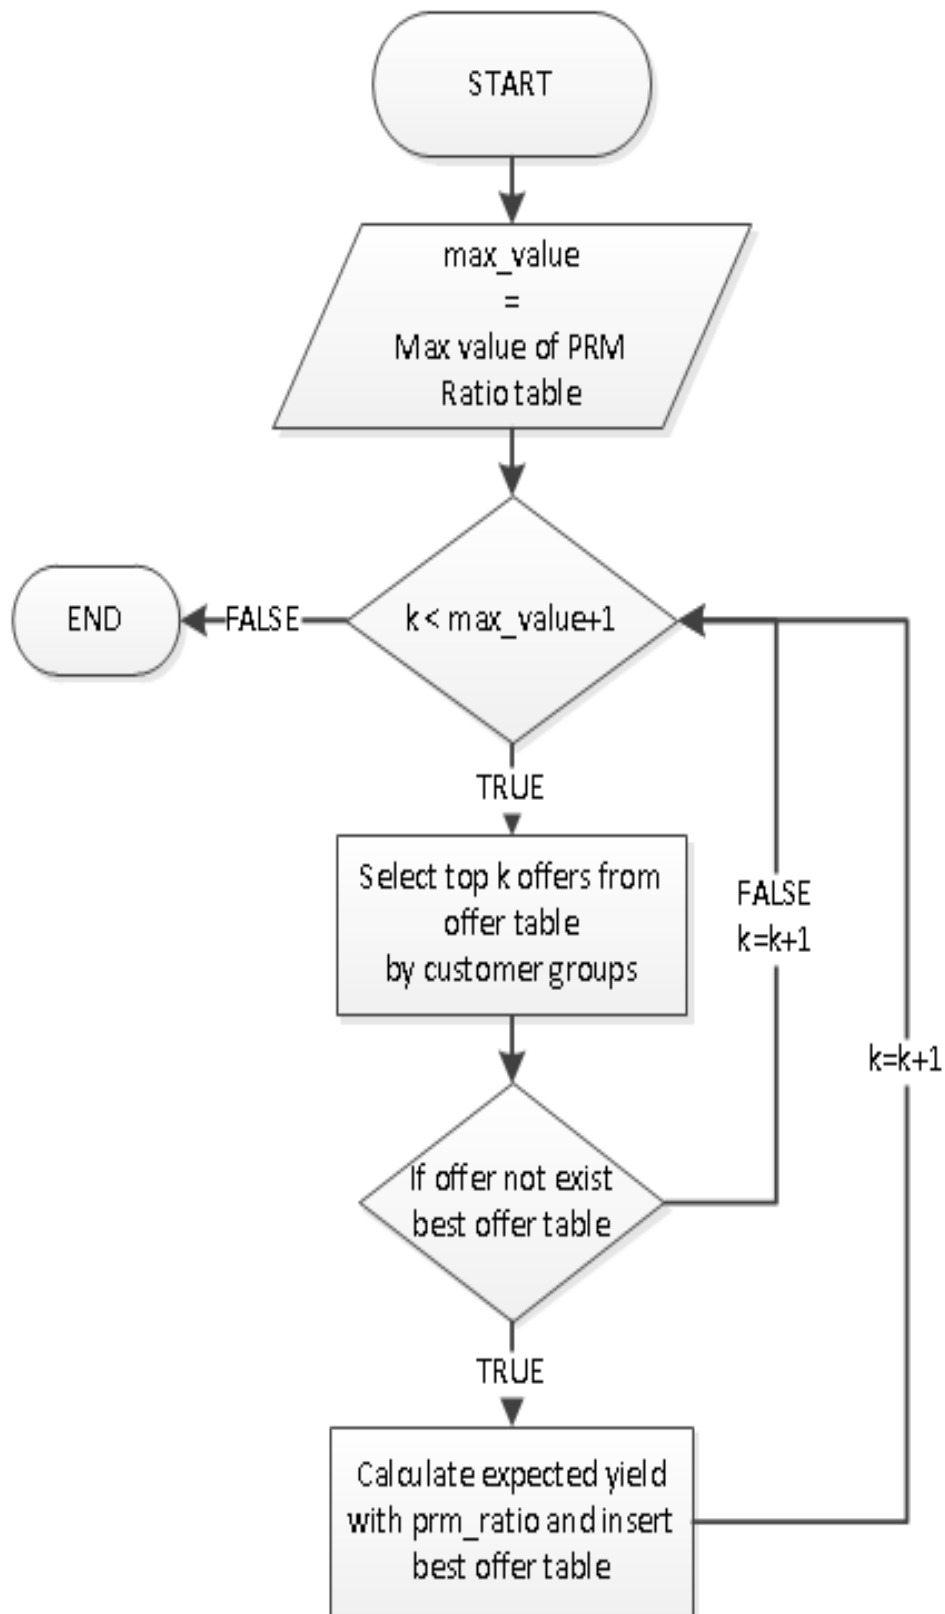 START
max_value
=
Max value of PRM
Ratio table
k < max_value+1
FALSE
END
TRUE
Select top k offers from
offer table
by customer groups
FALSE
k=k+1
k=k+1
If offer not exist
best offer table
TRUE
Calculate expected yield
with prm_ratio and insert
best offer table